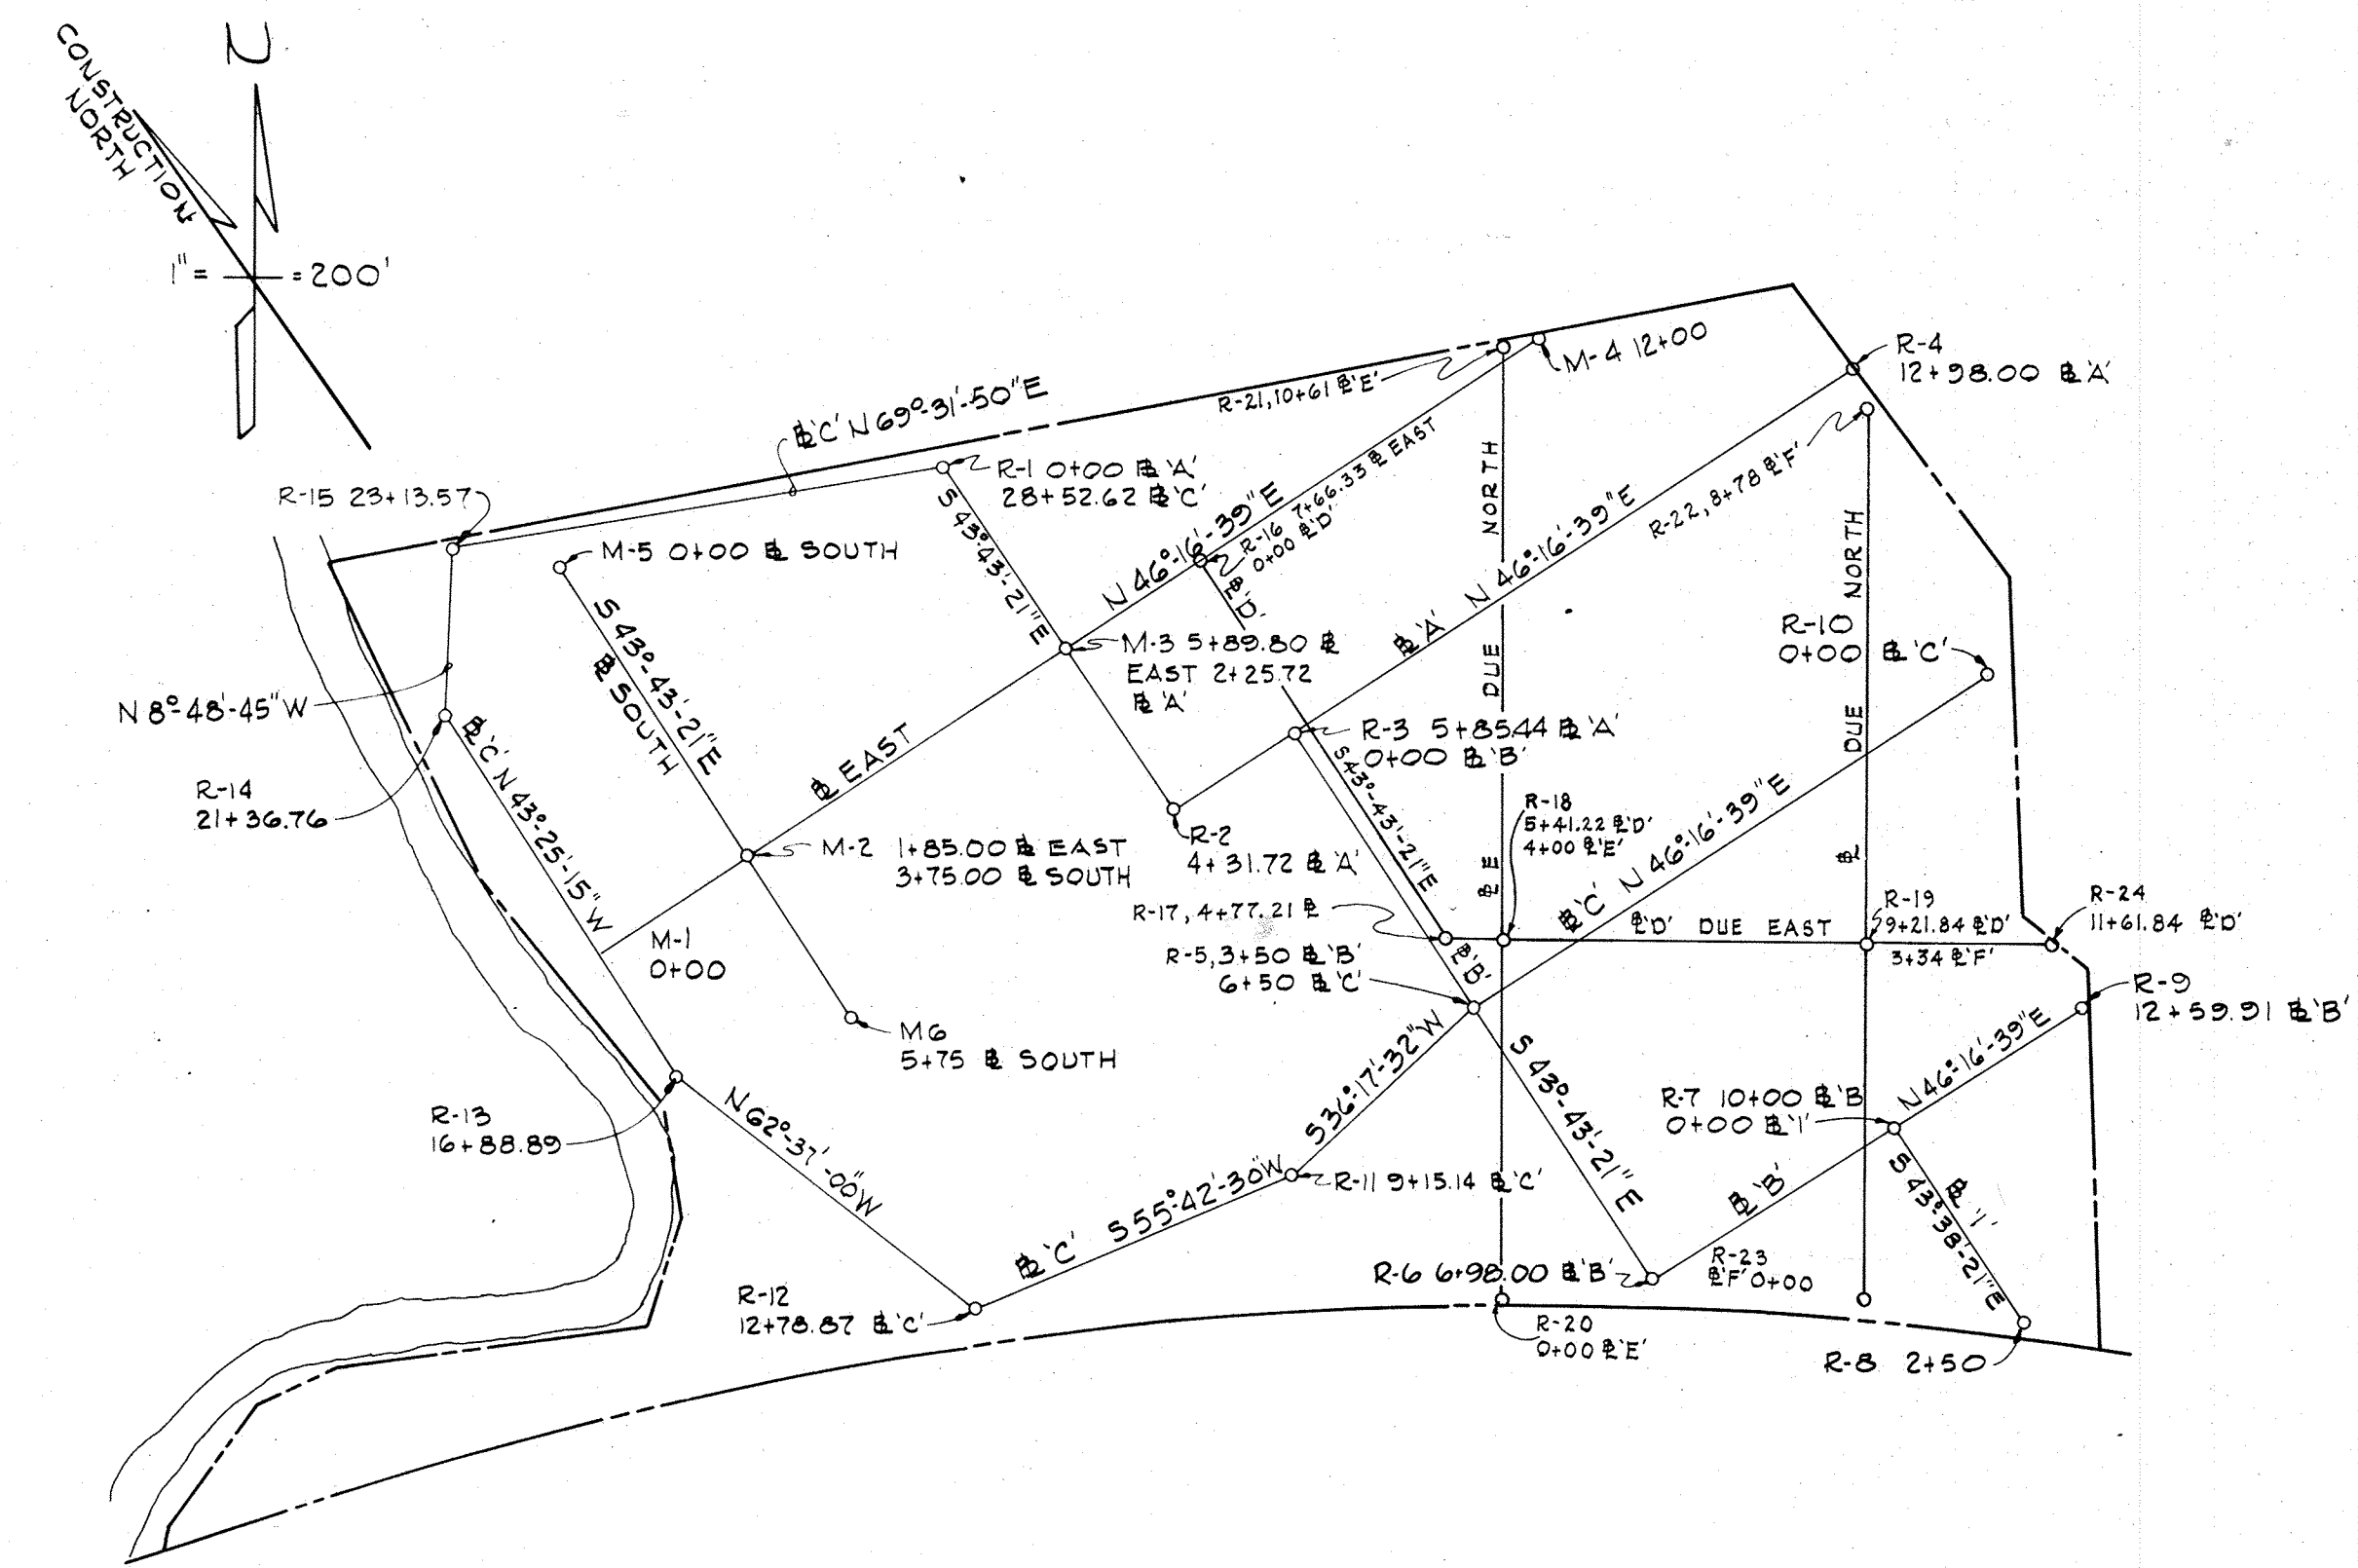 CONSTRUCTION
NORTH
N
1" = = 200'
℄ 'C' N 69°-31'-50" E
R-21, 10+61 ℄ 'E'
M-4 12+00
R-4
12+98.00 ℄ 'A'
R-15 23+13.57
R-1 0+00 ℄ 'A'
28+52.62 ℄ 'C'
M-5 0+00 ℄ SOUTH
S 43°-43'-21" E
N 46°-16'-39" E
R-16 7+66.33 ℄ EAST
0+00 ℄ 'D'
℄ 'D'
NORTH
DUE
℄ E
N 46°-16'-39" E
℄ 'A'
R-22, 8+78 ℄ 'F'
NORTH
DUE
℄
R-10
0+00 ℄ 'C'
S 43°-43'-21" E
℄ SOUTH
M-3 5+89.80 ℄
EAST 2+25.72
℄ 'A'
N 8°-48'-45" W
R-14
21+36.76
℄ 'C' N 43°-25'-15" W
℄ EAST
R-3 5+85.44 ℄ 'A'
0+00 ℄ 'B'
S 43°-43'-21" E
R-2
4+31.72 ℄ 'A'
M-2 1+85.00 ℄ EAST
3+75.00 ℄ SOUTH
R-18
5+41.22 ℄ 'D'
4+00 ℄ 'E'
℄ 'C' N 46°-16'-39" E
R-17, 4+77.21 ℄
℄ 'D' DUE EAST
R-19
9+21.84 ℄ 'D'
3+34 ℄ 'F'
R-24
11+61.84 ℄ 'D'
M-1
0+00
R-5, 3+50 ℄ 'B'
6+50 ℄ 'C'
℄ 'B'
R-9
12+59.91 ℄ 'B'
M6
5+75 ℄ SOUTH
S 36°-17'-32" W
S 43°-43'-21" E
N 46°-16'-39" E
R-7 10+00 ℄ 'B
0+00 ℄ 'I'
R-13
16+88.89
N 62°-37'-00" W
R-11 9+15.14 ℄ 'C'
℄ 'C' S 55°-42'-30" W
℄ 'B'
℄ 'I'
S 43°-38'-21" E
R-6 6+98.00 ℄ 'B'
R-23
℄ 'F' 0+00
R-12
12+78.87 ℄ 'C'
R-20
0+00 ℄ 'E'
R-8 2+50